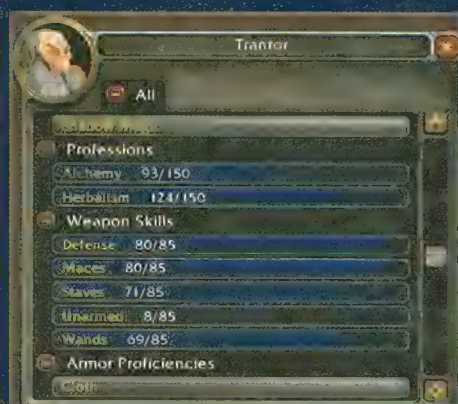 Trantor
All
Professions
Alchemy 93/150
Herbalism 124/150
Weapon Skills
Defense 80/85
Maces 80/85
Staves 71/85
Unarmed 8/85
Wands 69/85
Armor Proficiencies
Cloth